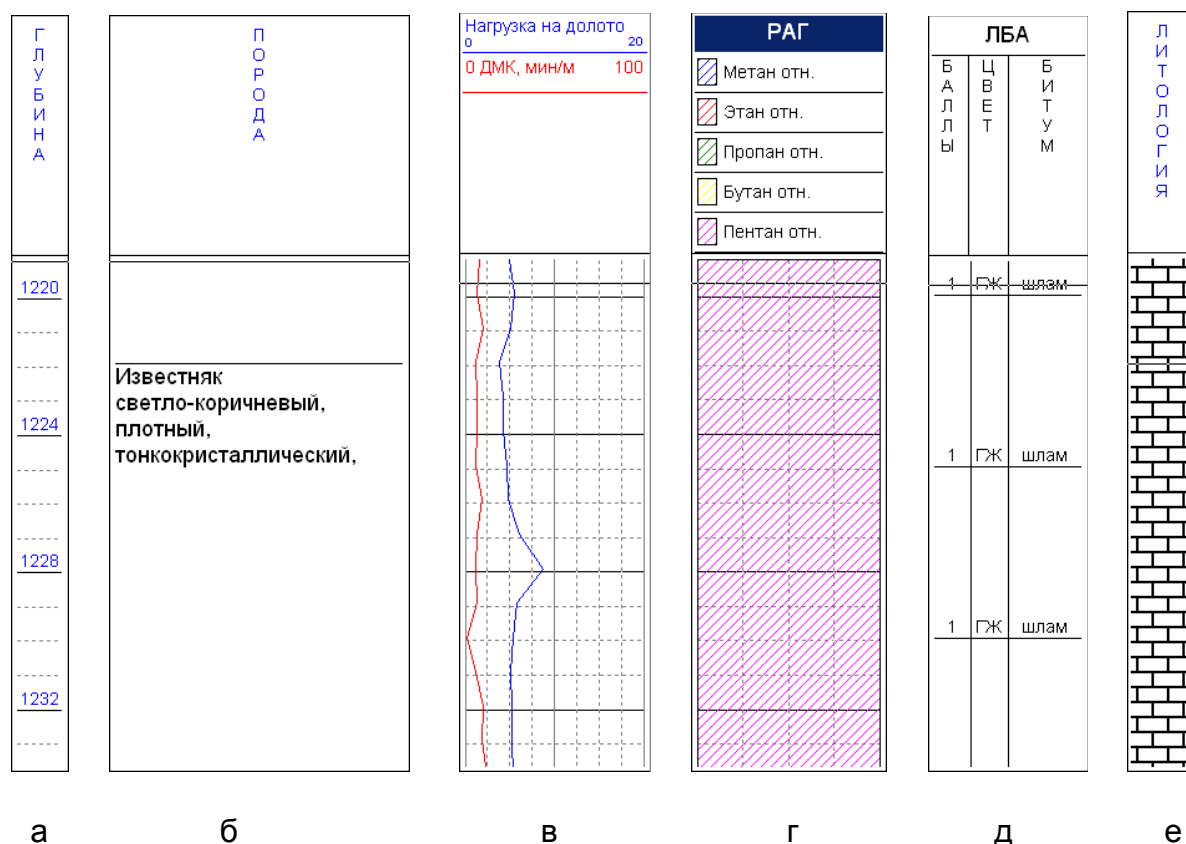 ГЛУБИНА
1220
1224
1228
1232
ПОРОДА
Известняк
светло-коричневый,
плотный,
тонкокристаллический,
Нагрузка на долото
0 20
0 ДМК, мин/м 100
РАГ
Метан отн.
Этан отн.
Пропан отн.
Бутан отн.
Пентан отн.
ЛБА
БАЛЛЫ ЦВЕТ БИТУМ
1 ГЖ шлам
1 ГЖ шлам
1 ГЖ шлам
ЛИТОЛОГИЯ
а б в г д е